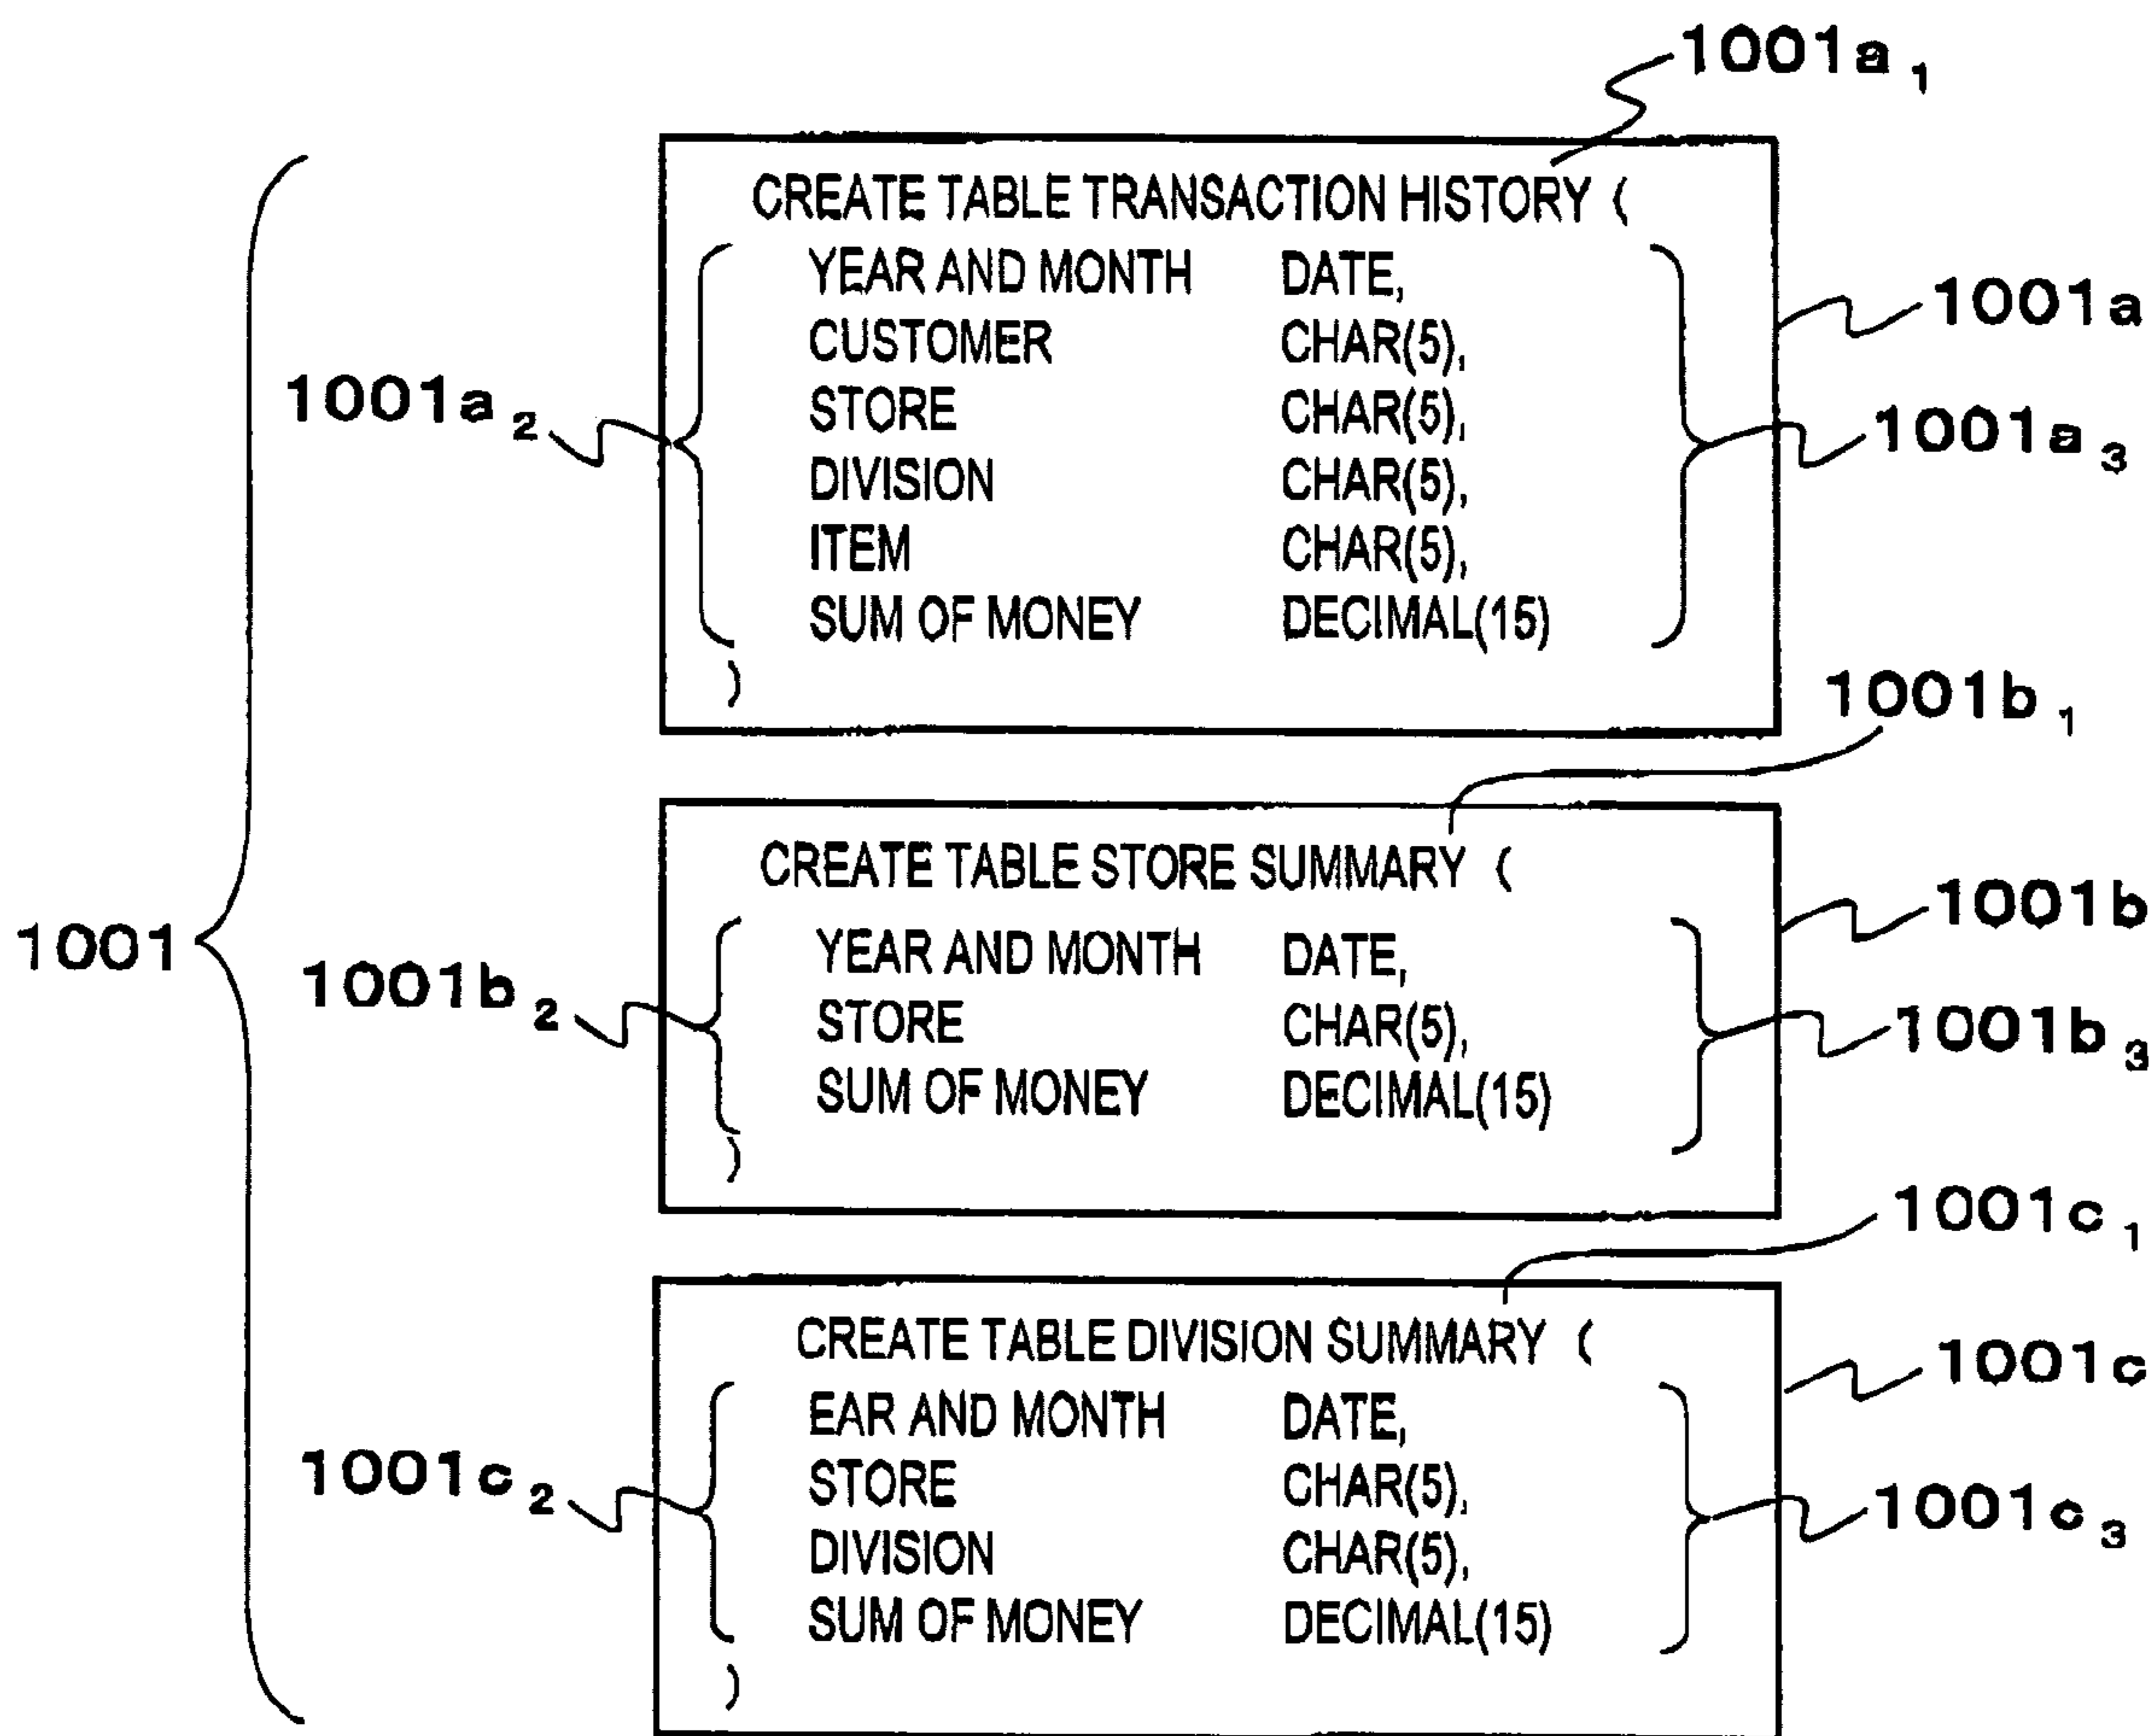 1001a₁
CREATE TABLE TRANSACTION HISTORY (
YEAR AND MONTH DATE,
1001a
CUSTOMER CHAR(5),
1001a₂ STORE CHAR(5),
1001a₃
DIVISION CHAR(5),
ITEM CHAR(5),
SUM OF MONEY DECIMAL(15)
)
1001b₁
CREATE TABLE STORE SUMMARY (
1001b
1001 YEAR AND MONTH DATE,
1001b₂ STORE CHAR(5),
1001b₃
SUM OF MONEY DECIMAL(15)
)
1001c₁
CREATE TABLE DIVISION SUMMARY (
1001c
EAR AND MONTH DATE,
1001c₂ STORE CHAR(5),
1001c₃
DIVISION CHAR(5),
SUM OF MONEY DECIMAL(15)
)